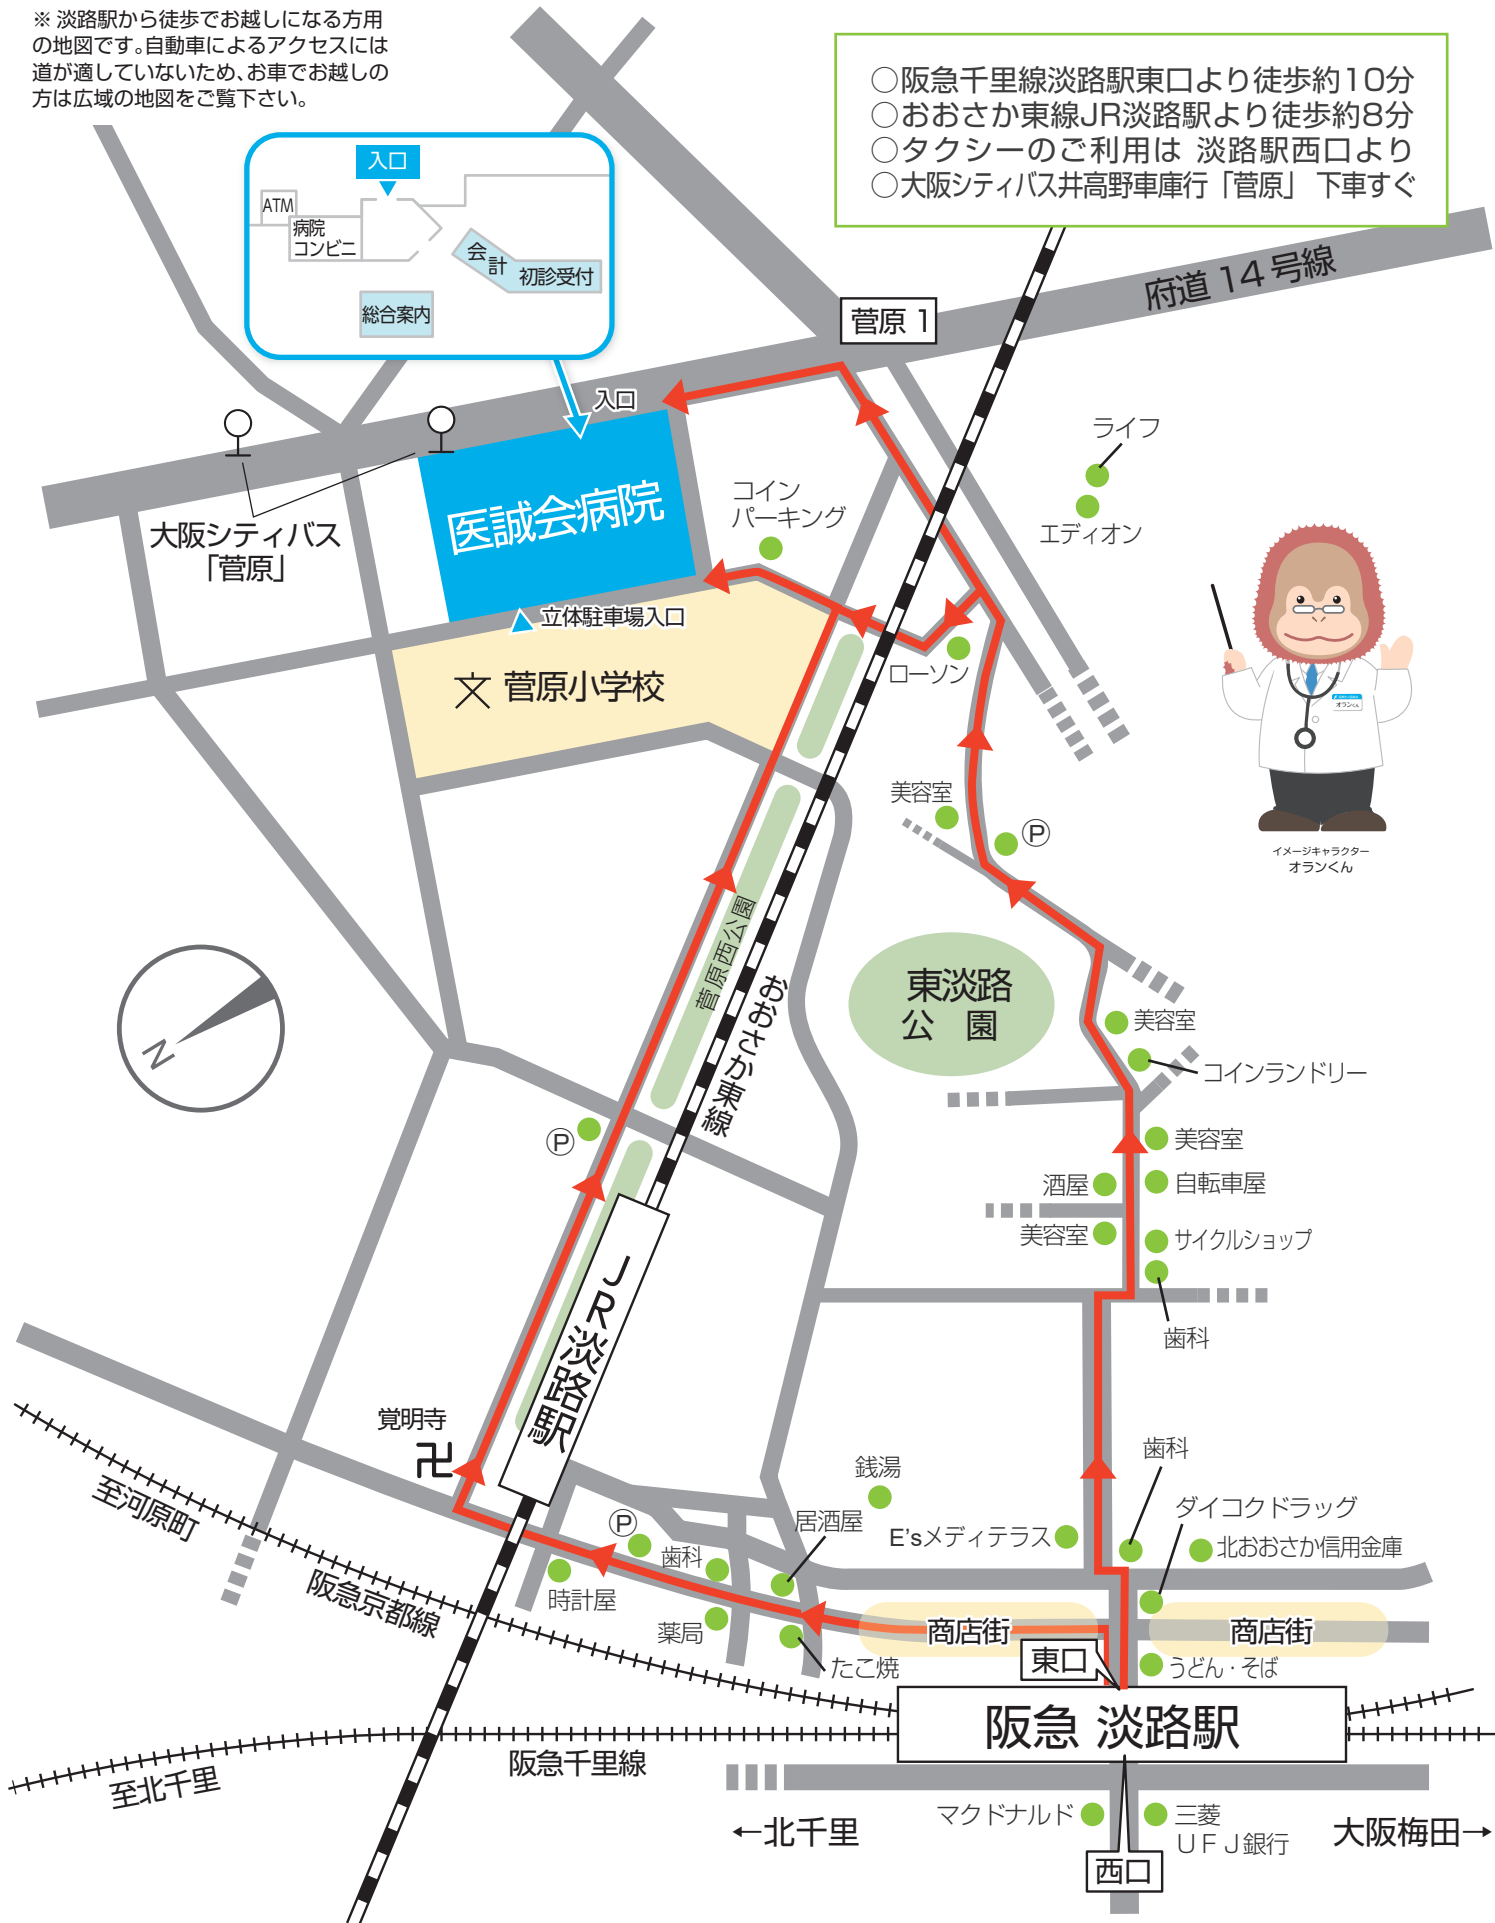 ※ 淡路駅から徒歩でお越しになる方用
の地図です。自動車によるアクセスには
道が適していないため、お車でお越しの
方は広域の地図をご覧下さい。
○阪急千里線淡路駅東口より徒歩約10分
○おおさか東線JR淡路駅より徒歩約8分
○タクシーのご利用は 淡路駅西口より
○大阪シティバス井高野車庫行「菅原」 下車すぐ
入口
ATM
病院
コンビニ
会計
初診受付
総合案内
府道 14 号線
菅原 1
入口
ライフ
エディオン
コイン
パーキング
医誠会病院
大阪シティバス
「菅原」
立体駐車場入口
文 菅原小学校
ローソン
オランくん
イメージキャラクター
オランくん
美容室
P
菅原西公園
おおさか東線
東淡路
公 園
N
美容室
コインランドリー
P
美容室
酒屋
自転車屋
美容室
サイクルショップ
歯科
JR淡路駅
覚明寺
卍
至河原町
阪急京都線
銭湯
歯科
ダイコクドラッグ
E'sメディテラス
北おおさか信用金庫
居酒屋
P
歯科
時計屋
薬局
たこ焼
商店街
商店街
東口
うどん・そば
阪急 淡路駅
阪急千里線
至北千里
←北千里
マクドナルド
三菱
UFJ銀行
大阪梅田→
西口